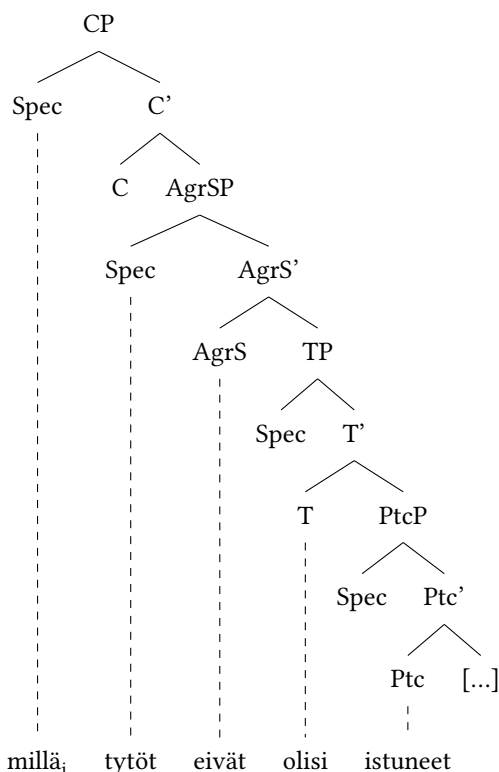 CP
Spec C’
C AgrSP
Spec AgrS’
AgrS TP
Spec T’
T PtcP
Spec Ptc’
Ptc [...]
milläi tytöt eivät olisi istuneet